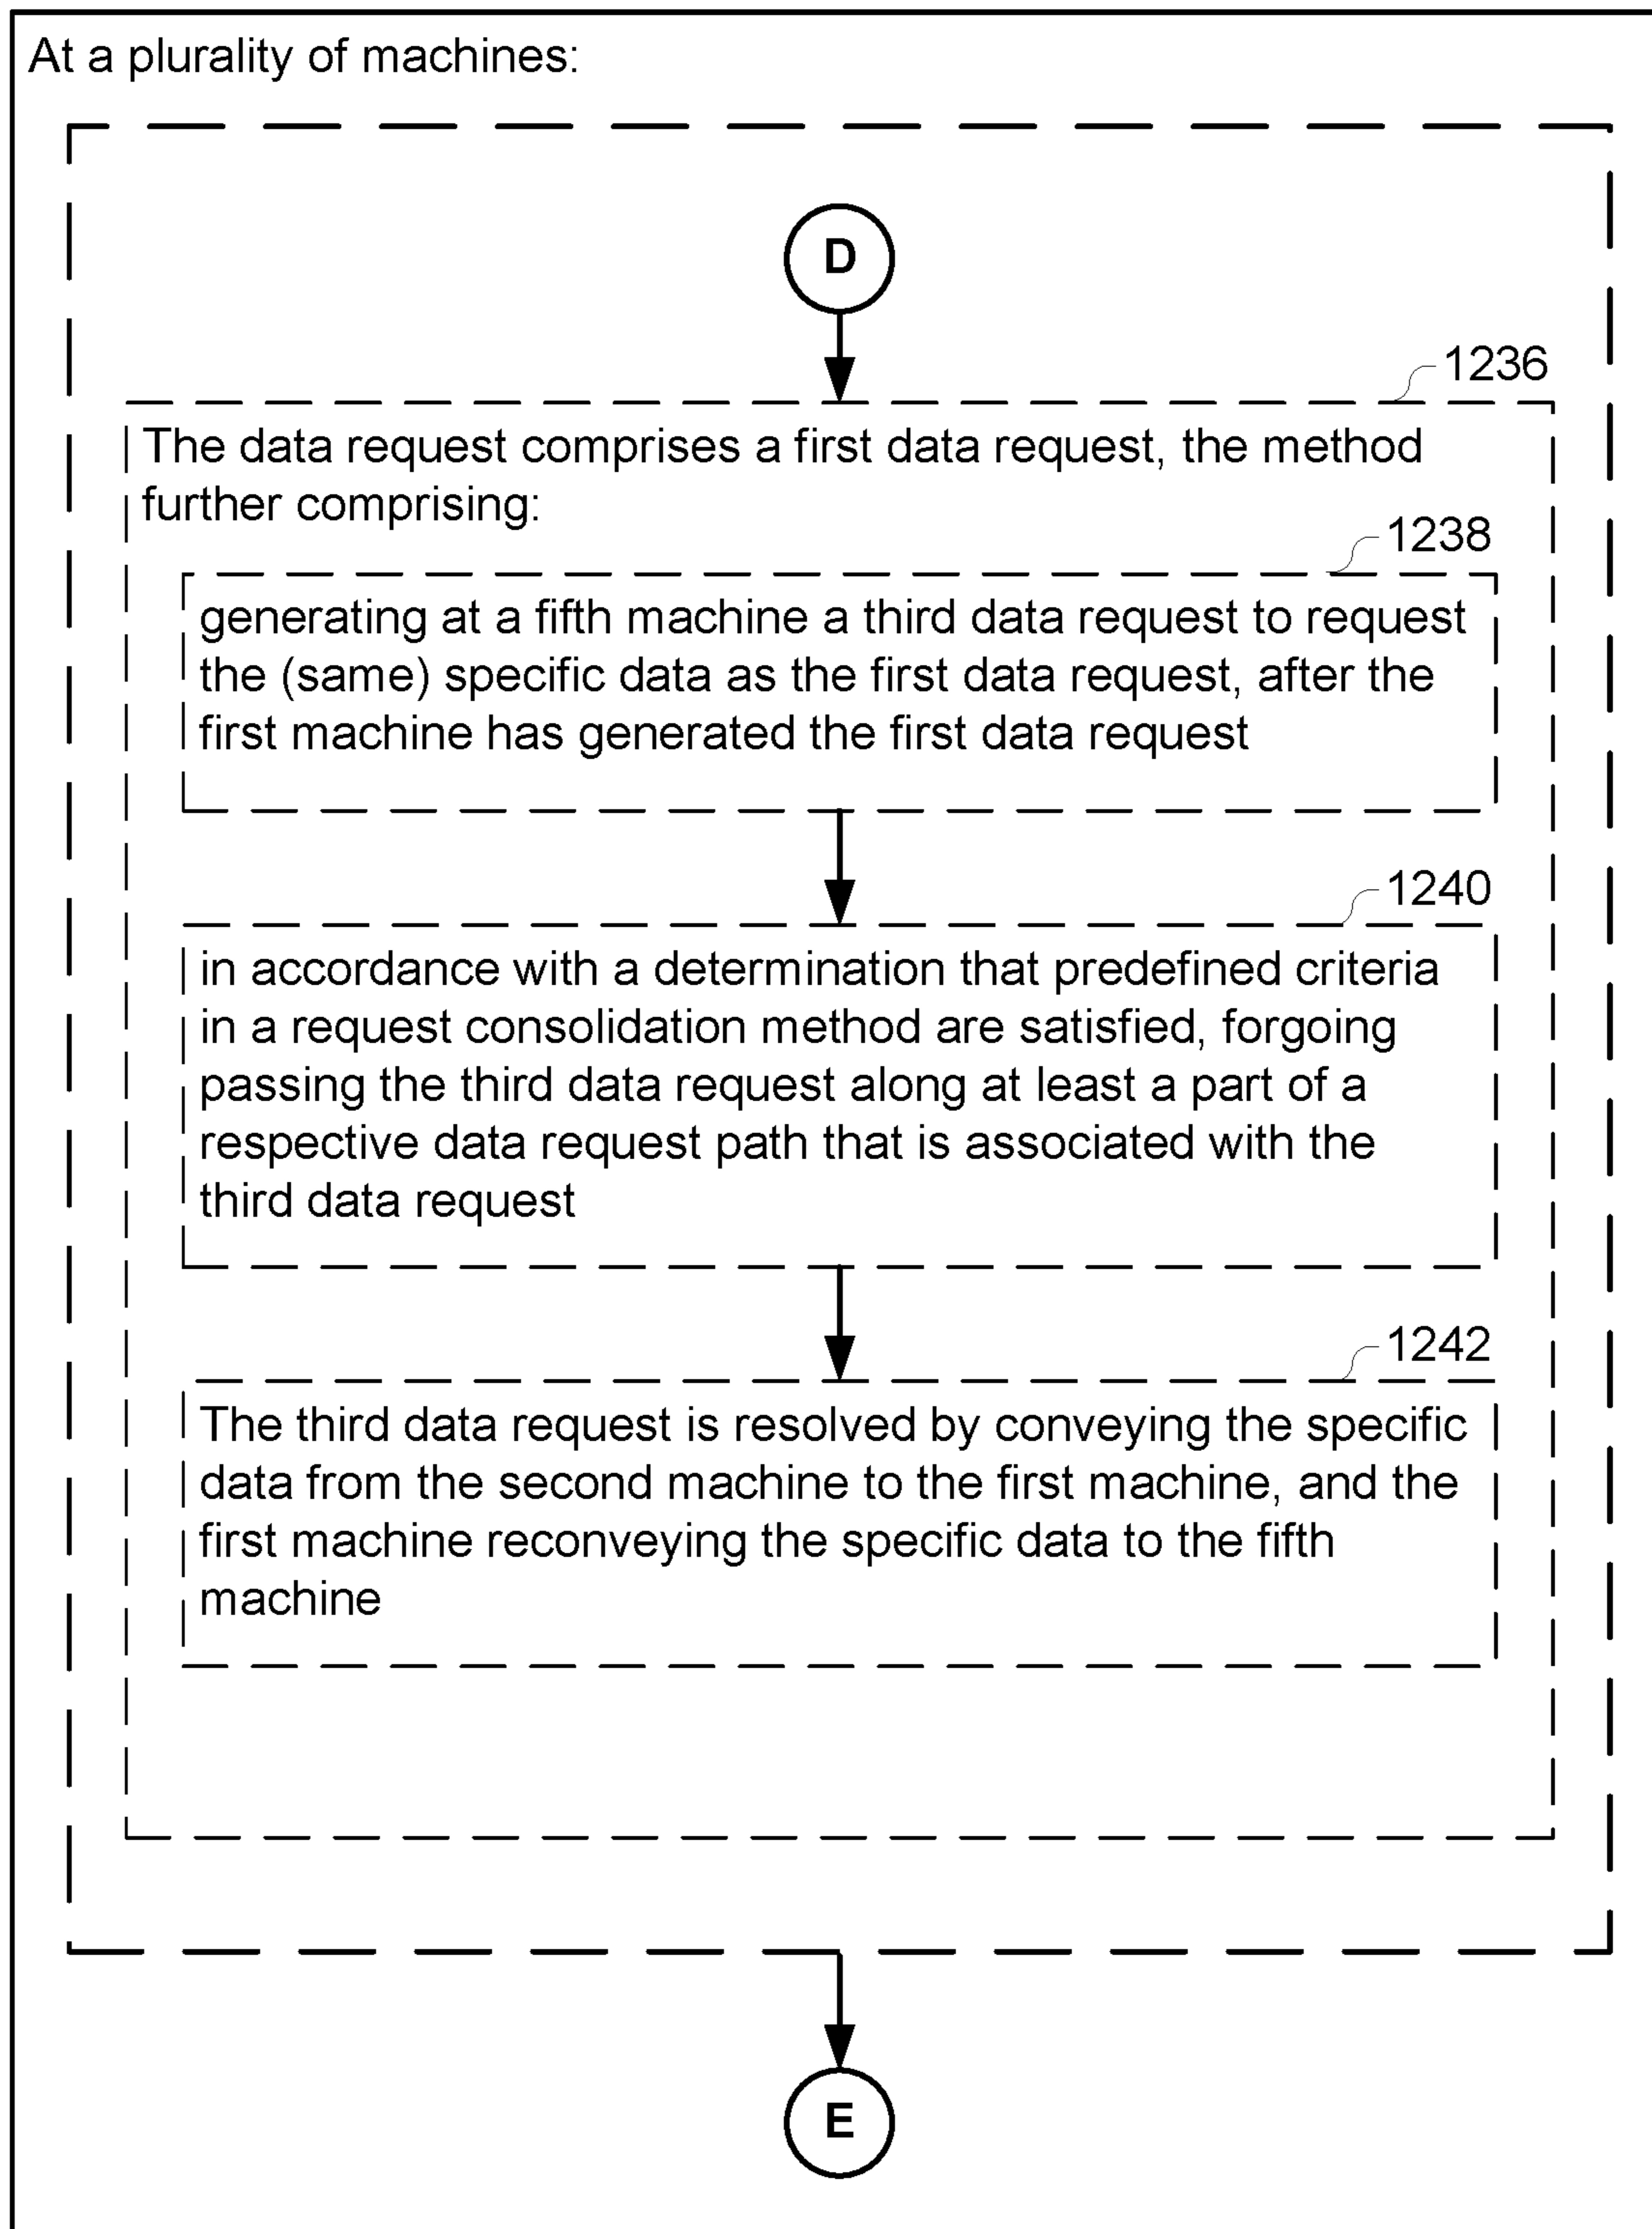 At a plurality of machines:
D
1236
The data request comprises a first data request, the method
further comprising:
1238
generating at a fifth machine a third data request to request
the (same) specific data as the first data request, after the
first machine has generated the first data request
1240
in accordance with a determination that predefined criteria
in a request consolidation method are satisfied, forgoing
passing the third data request along at least a part of a
respective data request path that is associated with the
third data request
1242
The third data request is resolved by conveying the specific
data from the second machine to the first machine, and the
first machine reconveying the specific data to the fifth
machine
E